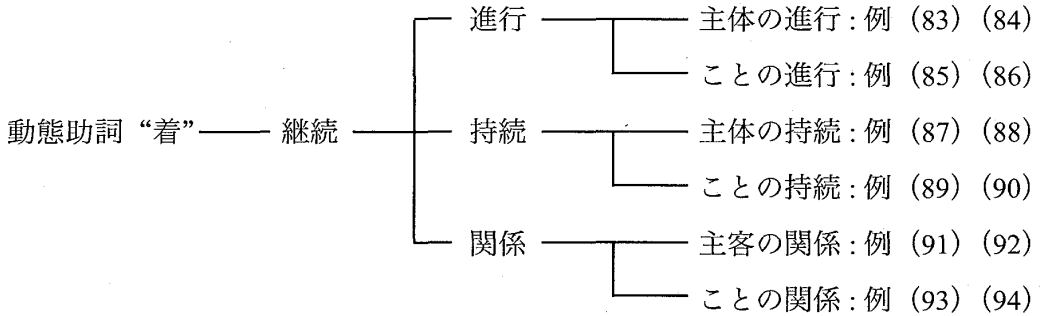 進行 主体の進行：例 (83) (84)
ことの進行：例 (85) (86)
動態助詞 “着” 継続 持続 主体の持続：例 (87) (88)
ことの持続：例 (89) (90)
関係 主客の関係：例 (91) (92)
ことの関係：例 (93) (94)